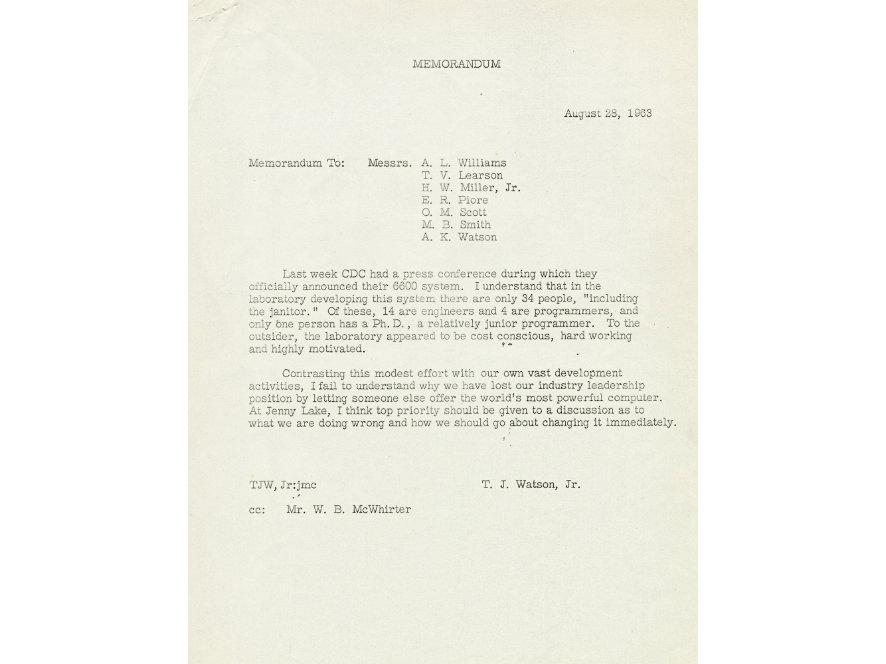 MEMORANDUM
August 28, 1963
Memorandum To: Messrs. A. L. Williams
T. V. Learson
H. W. Miller, Jr.
E. R. Piore
O. M. Scott
M. B. Smith
A. K. Watson
Last week CDC had a press conference during which they
officially announced their 6600 system. I understand that in the
laboratory developing this system there are only 34 people, "including
the janitor." Of these, 14 are engineers and 4 are programmers, and
only one person has a Ph. D., a relatively junior programmer. To the
outsider, the laboratory appeared to be cost conscious, hard working
and highly motivated.
Contrasting this modest effort with our own vast development
activities, I fail to understand why we have lost our industry leadership
position by letting someone else offer the world's most powerful computer.
At Jenny Lake, I think top priority should be given to a discussion as to
what we are doing wrong and how we should go about changing it immediately.
TJW, Jr:jmc T. J. Watson, Jr.
cc: Mr. W. B. McWhirter